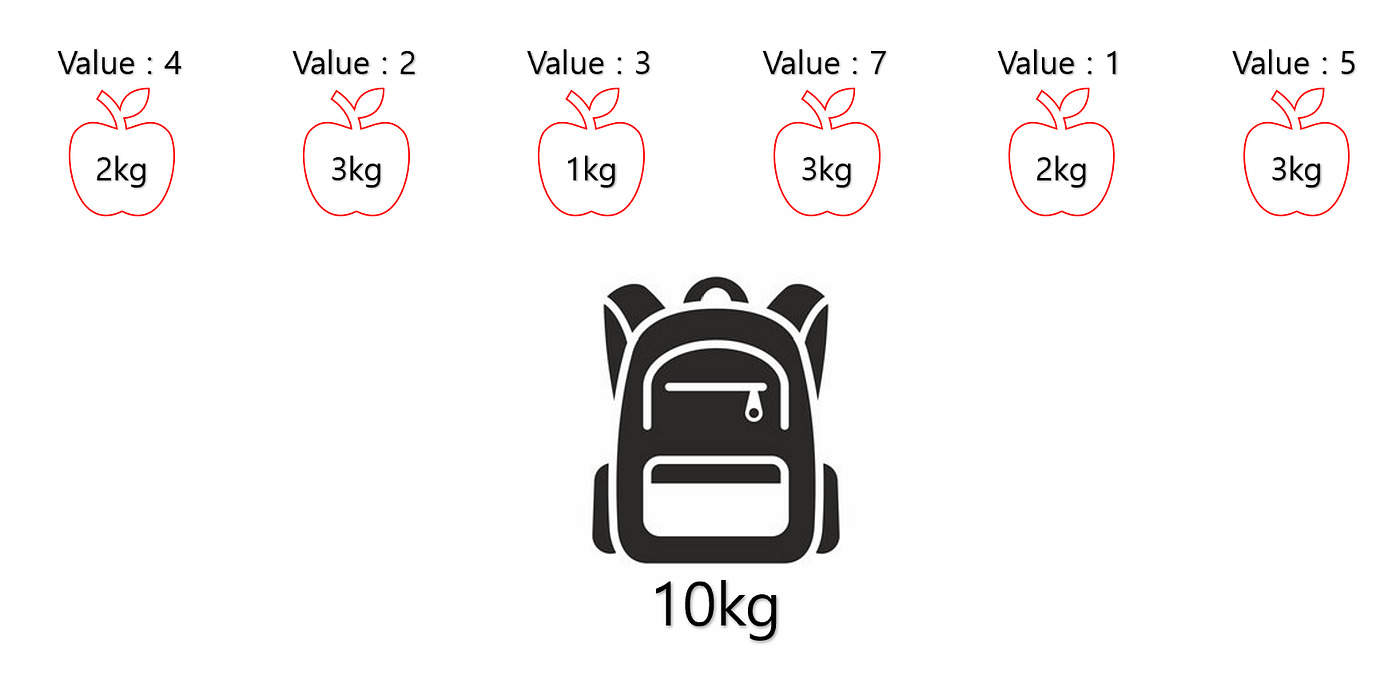 Value : 4
Value : 2
Value : 3
Value : 7
Value : 1
Value : 5
2kg
3kg
1kg
3kg
2kg
3kg
10kg